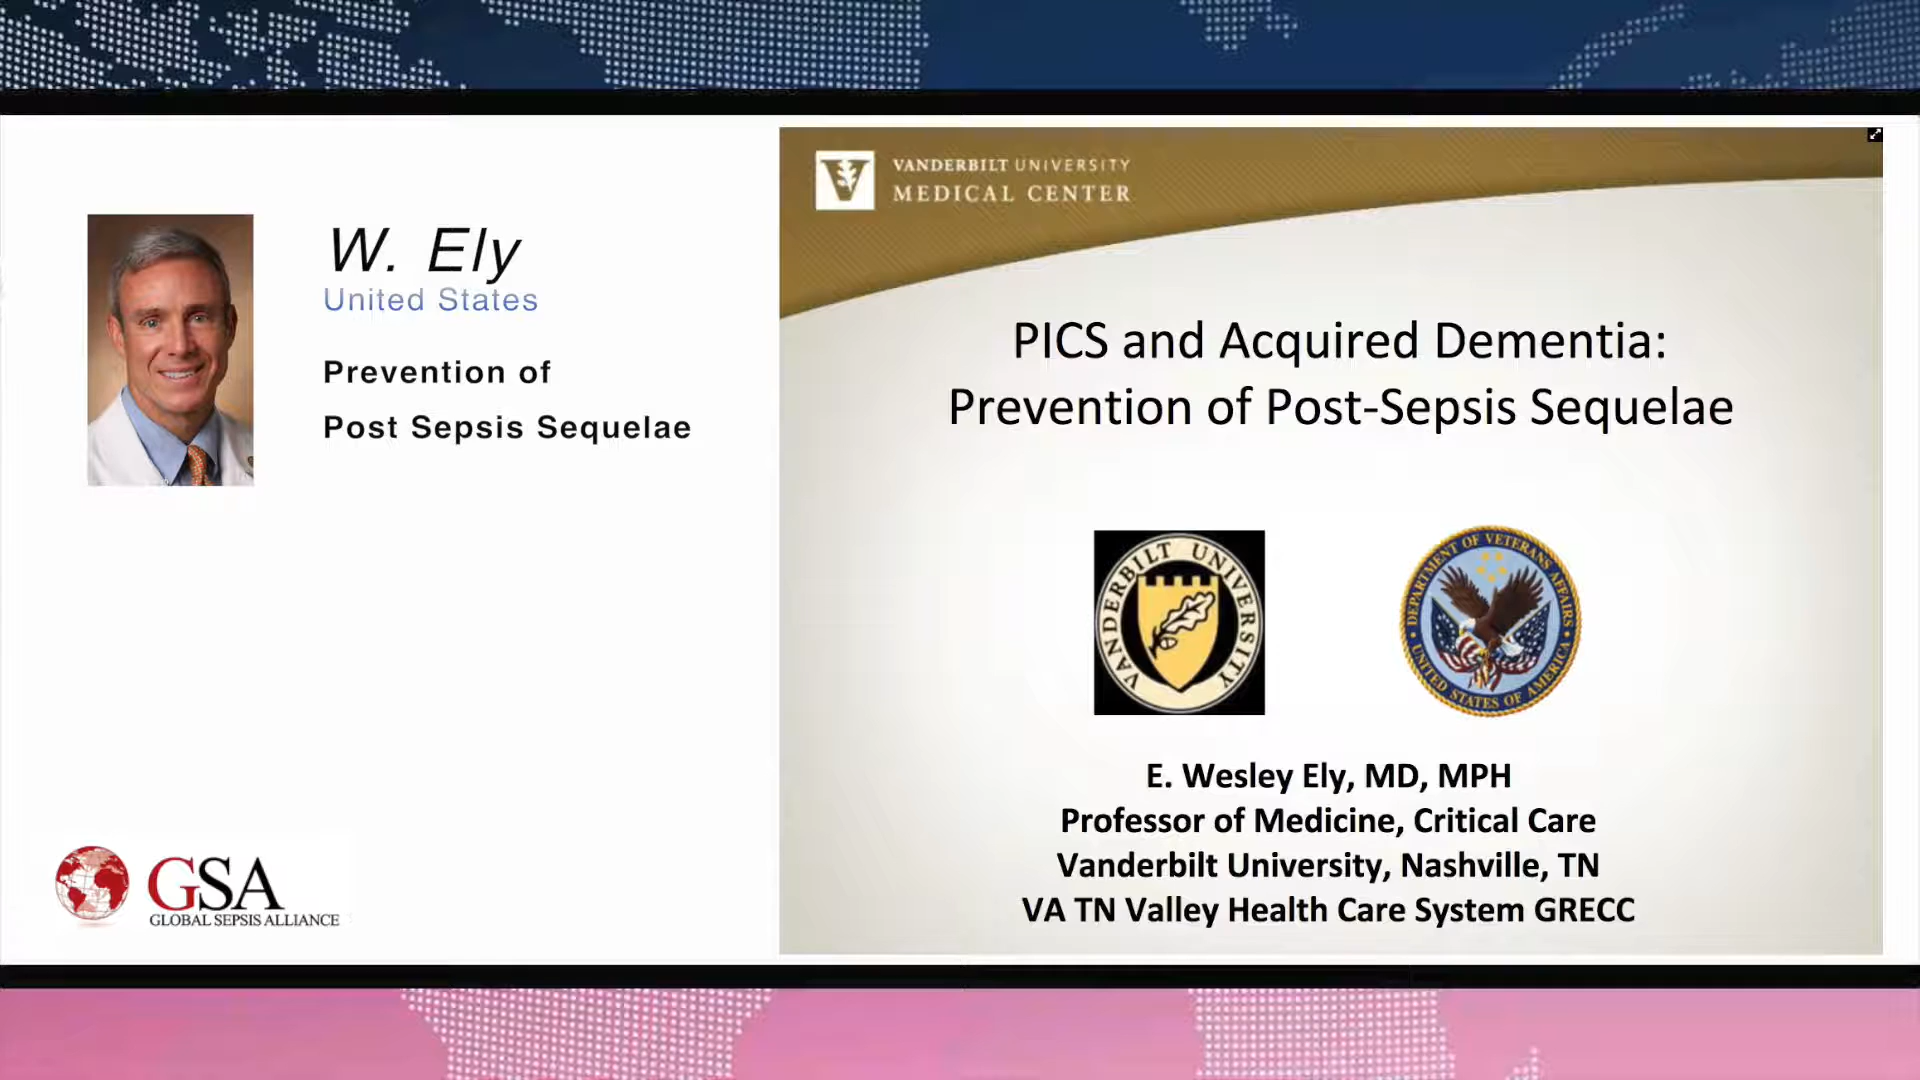 W. Ely
United States
Prevention of
Post Sepsis Sequelae
GSA
GLOBAL SEPSIS ALLIANCE
VANDERBILT UNIVERSITY
MEDICAL CENTER
PICS and Acquired Dementia:
Prevention of Post-Sepsis Sequelae
VANDERBILT UNIVERSITY
DEPARTMENT OF VETERANS AFFAIRS
UNITED STATES OF AMERICA
E. Wesley Ely, MD, MPH
Professor of Medicine, Critical Care
Vanderbilt University, Nashville, TN
VA TN Valley Health Care System GRECC